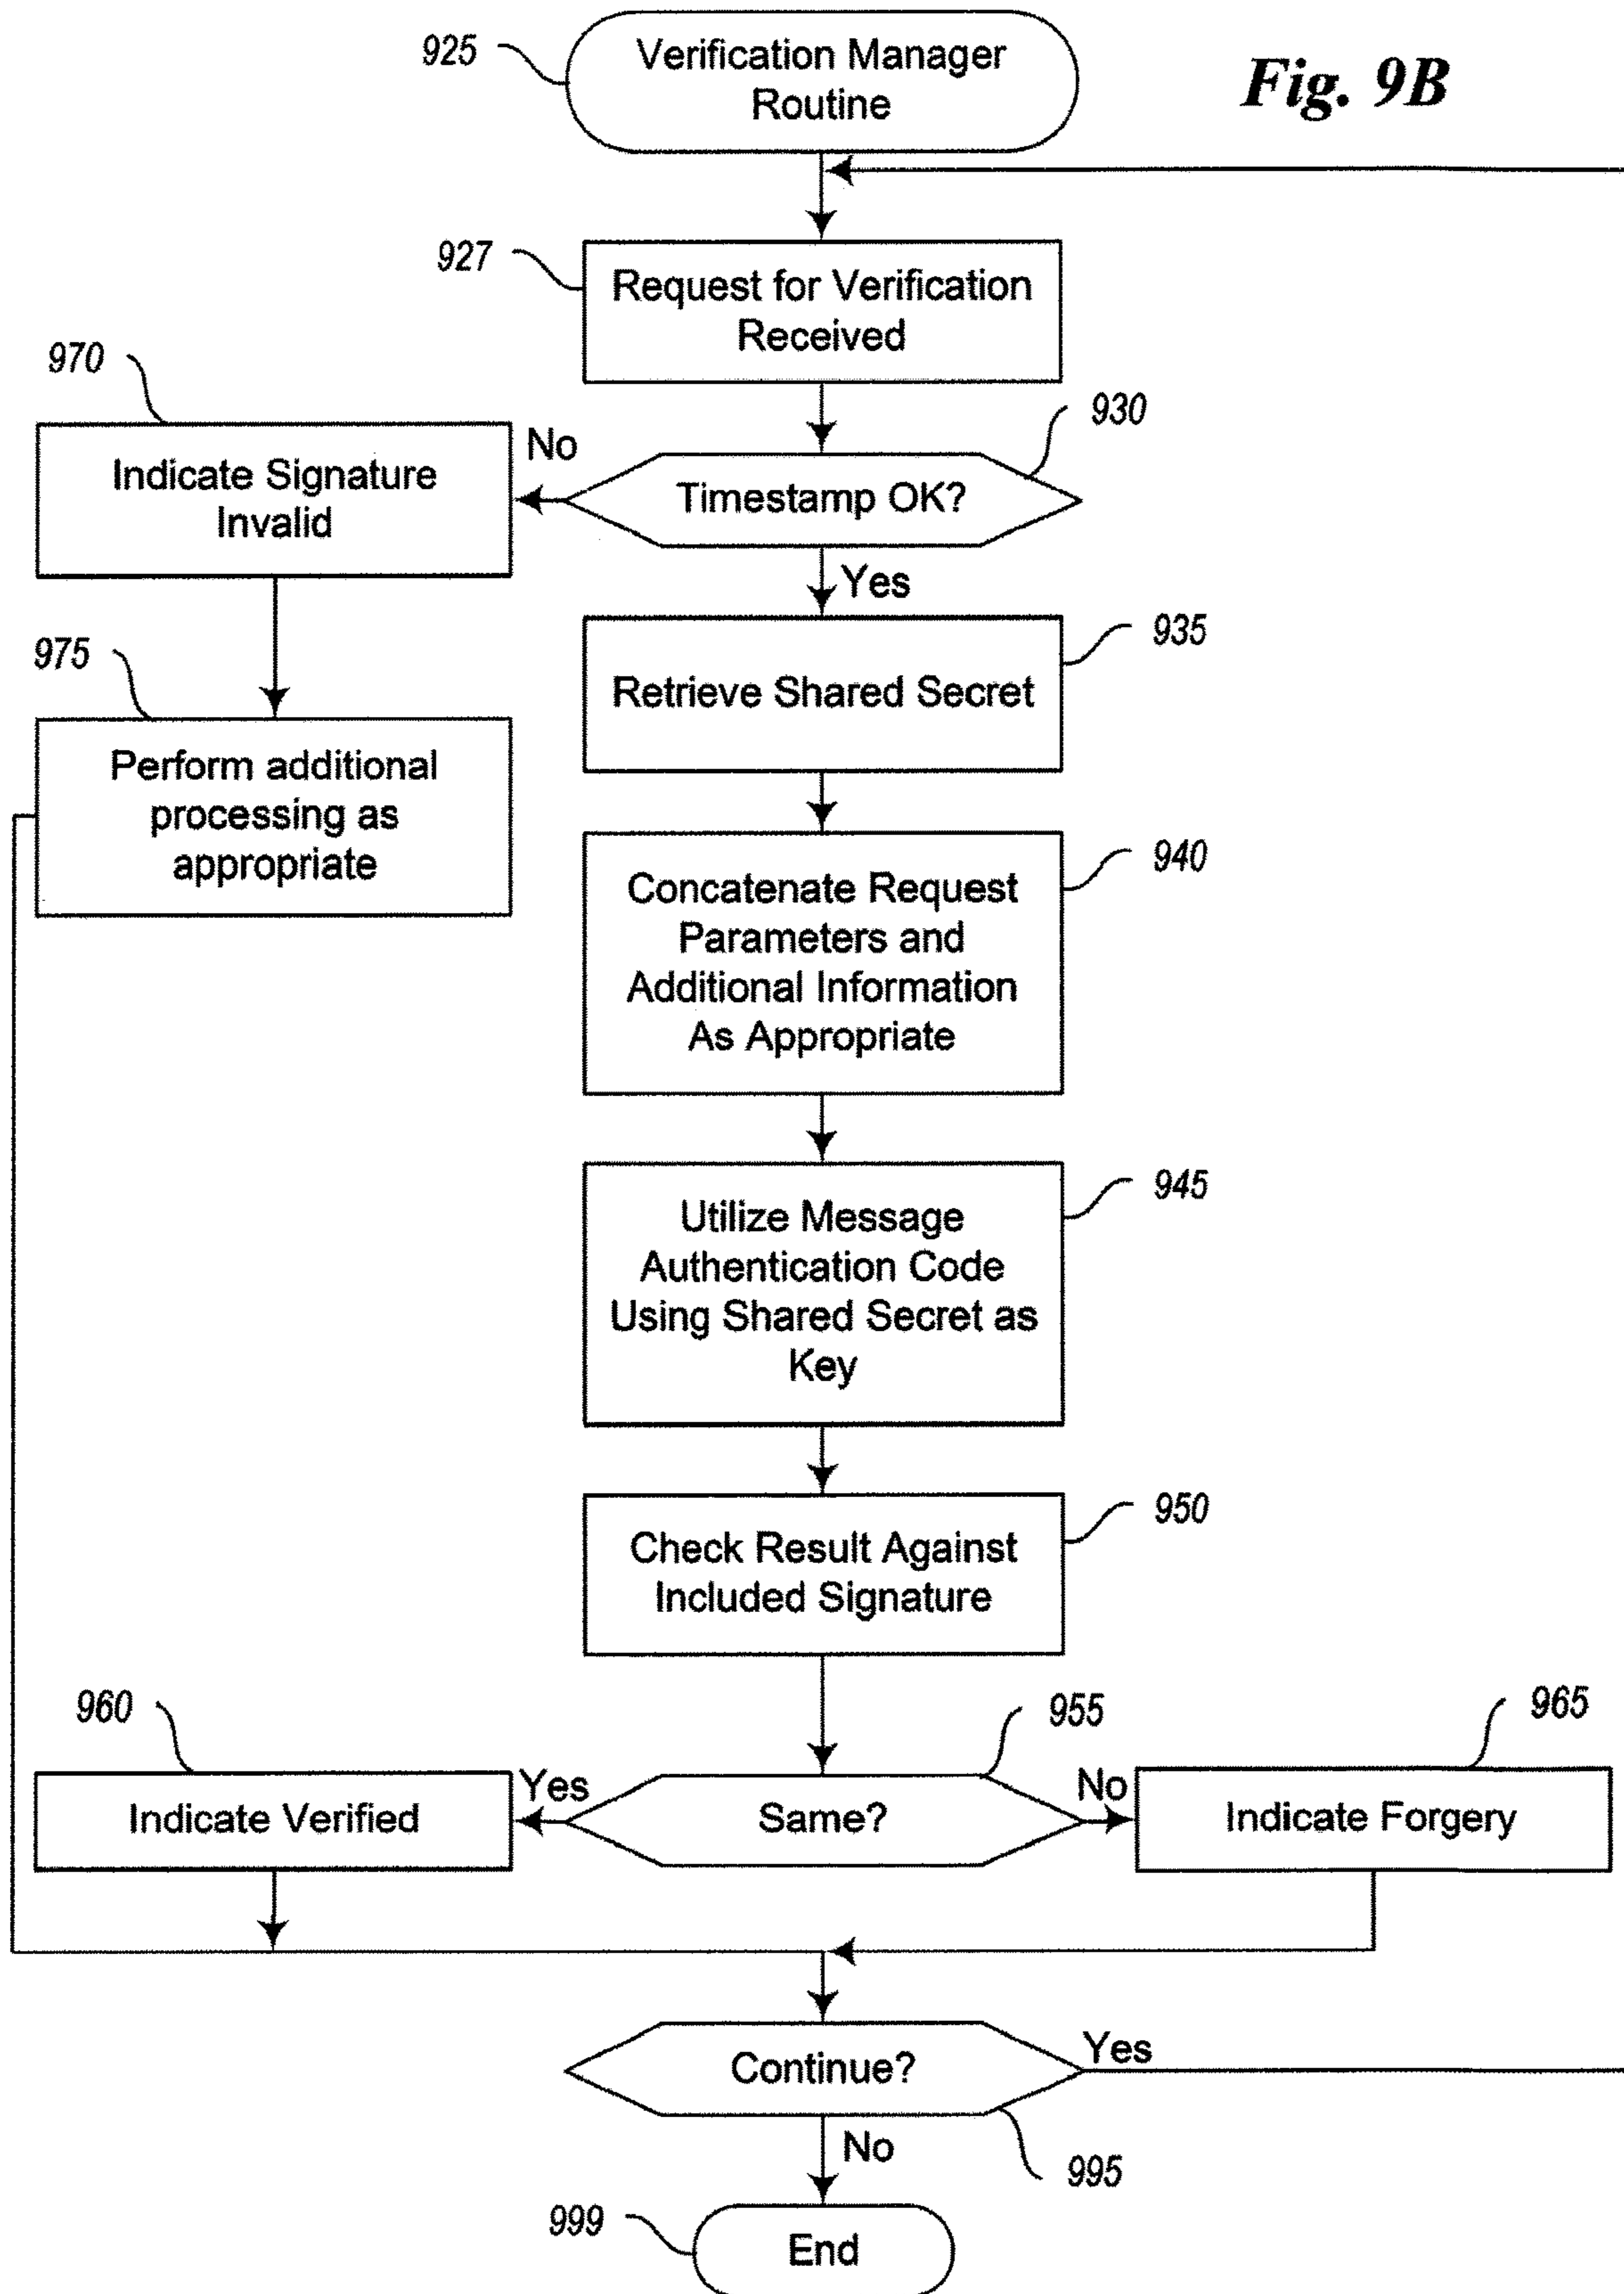 925
Verification Manager
Routine
Fig. 9B
927
Request for Verification
Received
970
930
No
Indicate Signature
Invalid
Timestamp OK?
Yes
935
975
Retrieve Shared Secret
Perform additional
processing as
appropriate
940
Concatenate Request
Parameters and
Additional Information
As Appropriate
945
Utilize Message
Authentication Code
Using Shared Secret as
Key
950
Check Result Against
Included Signature
960
955
965
Yes
No
Indicate Verified
Same?
Indicate Forgery
Continue?
Yes
No
995
999
End